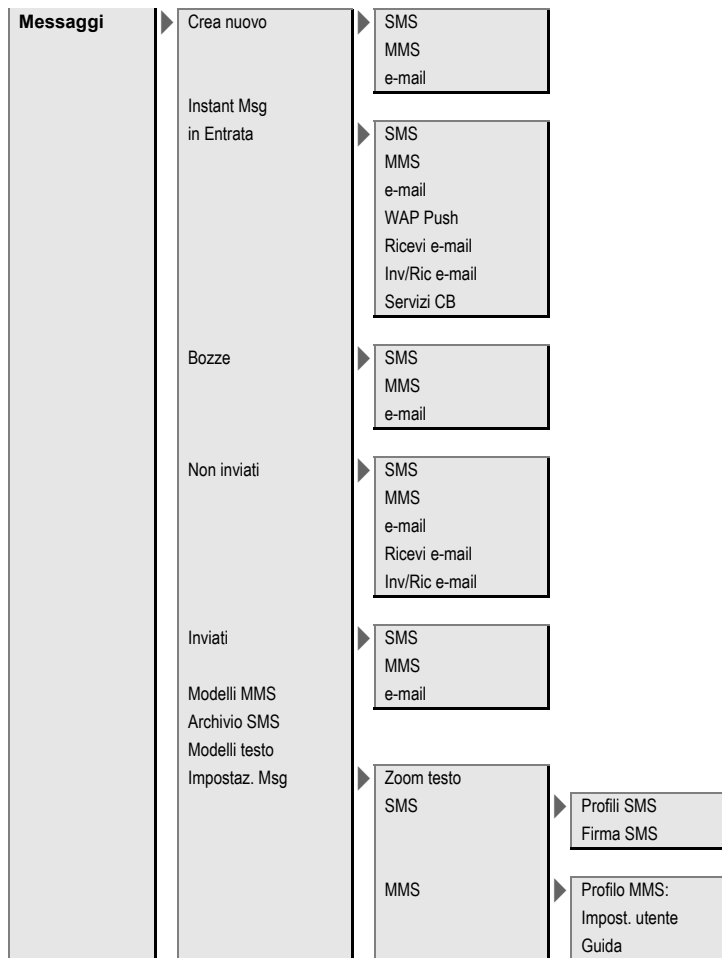 Messaggi
Crea nuovo
SMS
MMS
e-mail
Instant Msg
in Entrata
SMS
MMS
e-mail
WAP Push
Ricevi e-mail
Inv/Ric e-mail
Servizi CB
Bozze
SMS
MMS
e-mail
Non inviati
SMS
MMS
e-mail
Ricevi e-mail
Inv/Ric e-mail
Inviati
SMS
MMS
e-mail
Modelli MMS
Archivio SMS
Modelli testo
Impostaz. Msg
Zoom testo
SMS
Profili SMS
Firma SMS
MMS
Profilo MMS:
Impost. utente
Guida